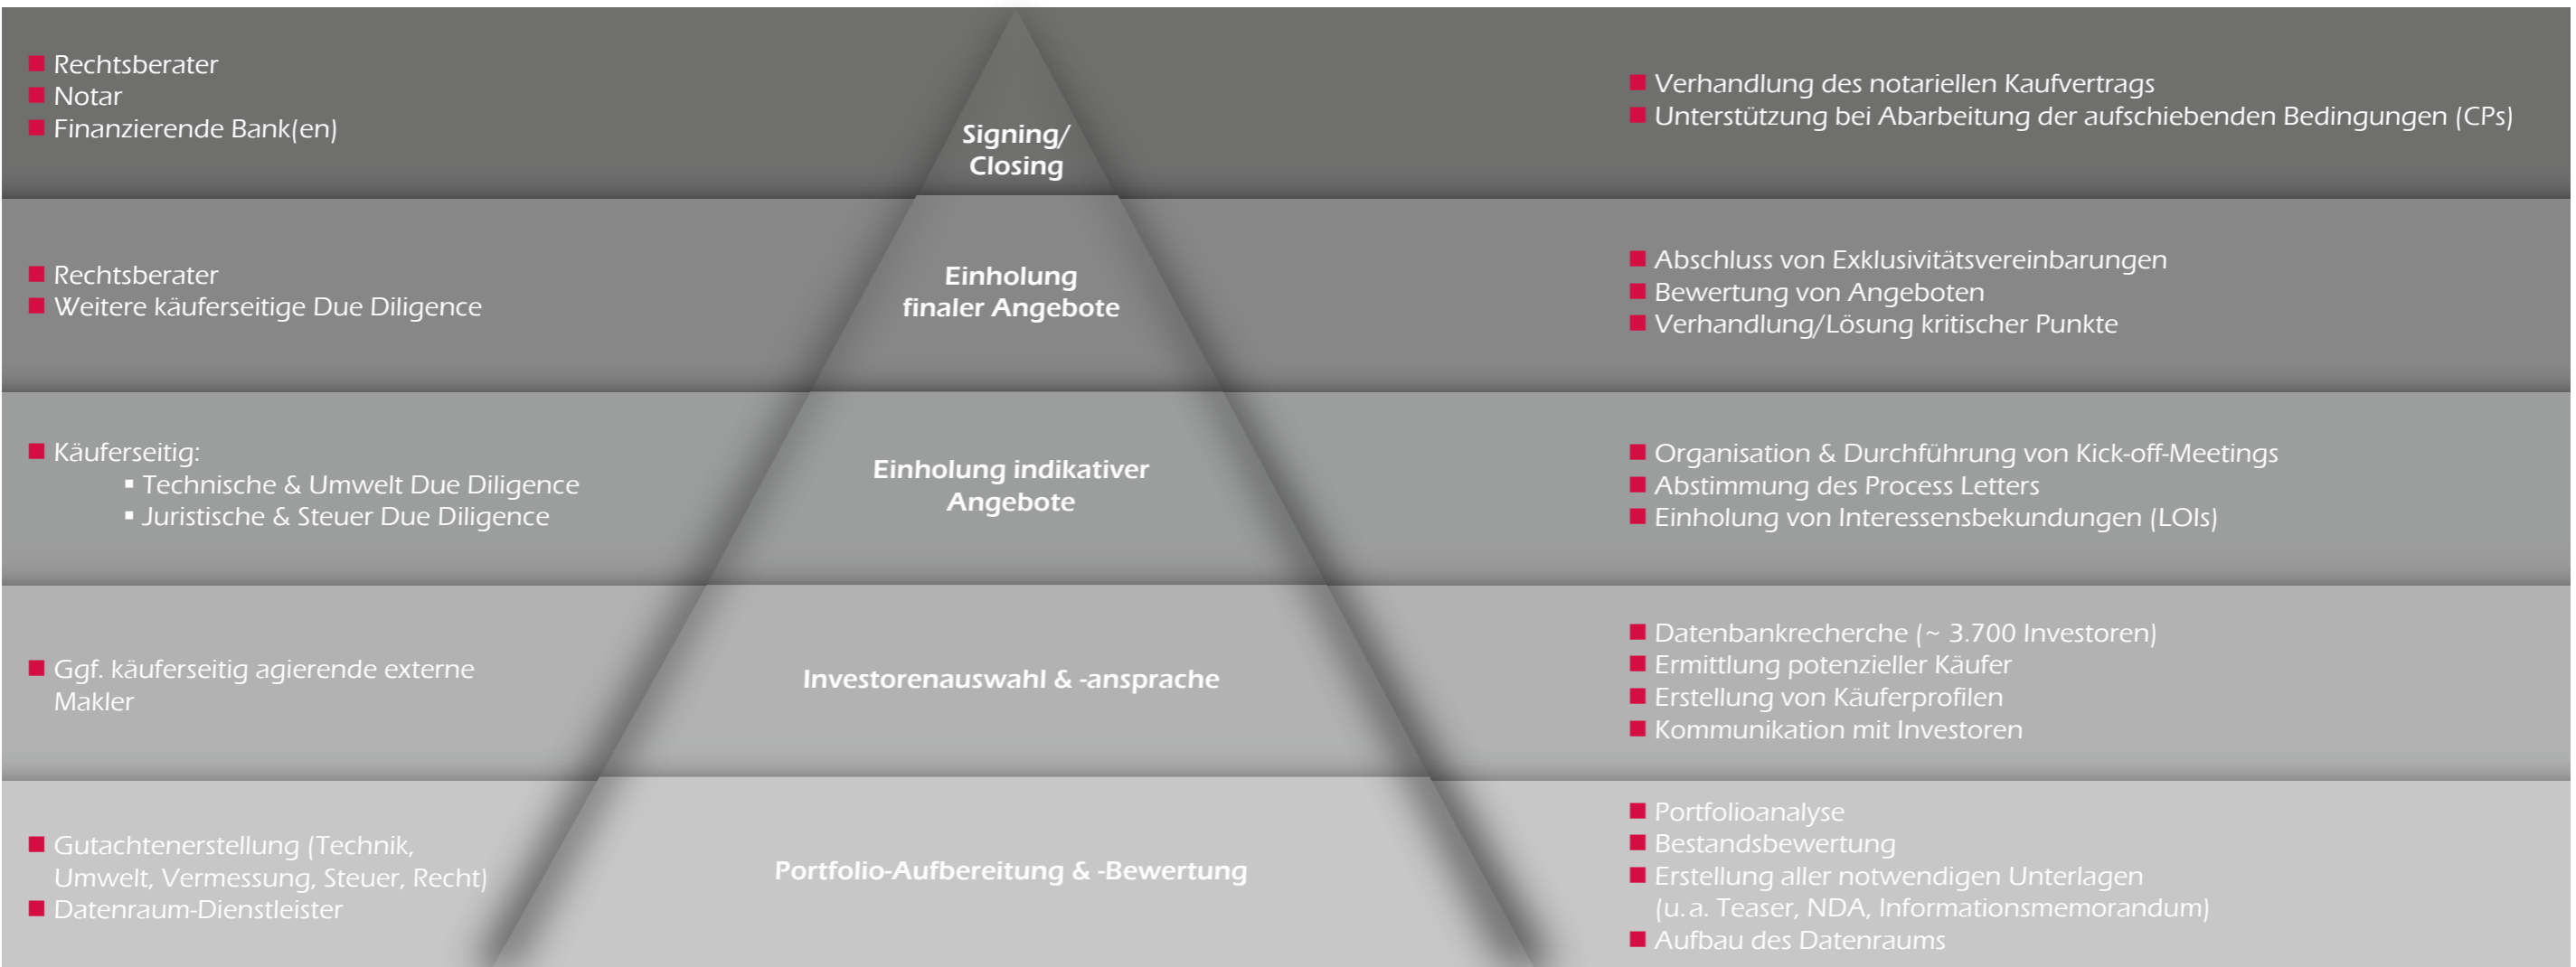 Rechtsberater
Notar
Finanzierende Bank(en)
Signing/
Closing
Verhandlung des notariellen Kaufvertrags
Unterstützung bei Abarbeitung der aufschiebenden Bedingungen (CPs)
Rechtsberater
Weitere käuferseitige Due Diligence
Einholung
finaler Angebote
Abschluss von Exklusivitätsvereinbarungen
Bewertung von Angeboten
Verhandlung/Lösung kritischer Punkte
Käuferseitig:
Technische & Umwelt Due Diligence
Juristische & Steuer Due Diligence
Einholung indikativer
Angebote
Organisation & Durchführung von Kick-off-Meetings
Abstimmung des Process Letters
Einholung von Interessensbekundungen (LOIs)
Ggf. käuferseitig agierende externe
Makler
Investorenauswahl & -ansprache
Datenbankrecherche (~ 3.700 Investoren)
Ermittlung potenzieller Käufer
Erstellung von Käuferprofilen
Kommunikation mit Investoren
Gutachtenerstellung (Technik,
Umwelt, Vermessung, Steuer, Recht)
Datenraum-Dienstleister
Portfolio-Aufbereitung & -Bewertung
Portfolioanalyse
Bestandsbewertung
Erstellung aller notwendigen Unterlagen
(u. a. Teaser, NDA, Informationsmemorandum)
Aufbau des Datenraums